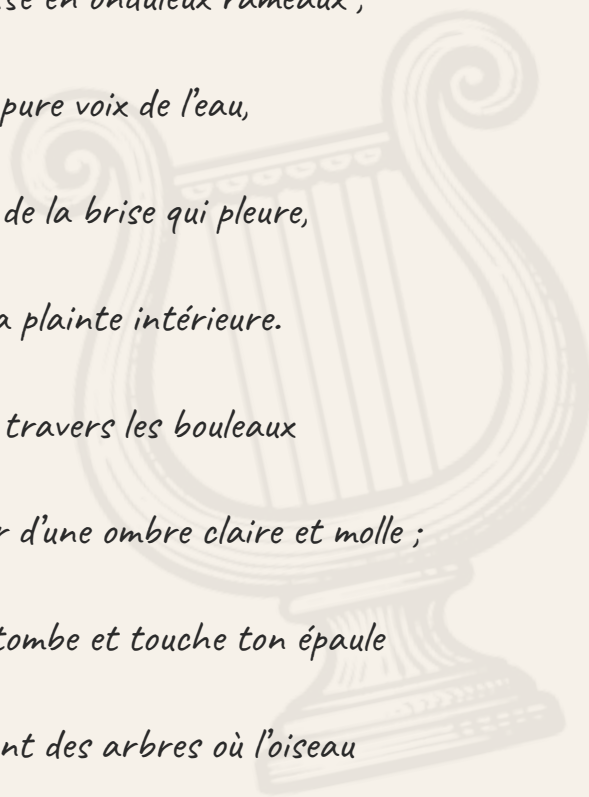 en onduleux rameaux ;
pure voix de l’eau,
de la brise qui pleure,
plainte intérieure.
travers les bouleaux
d’une ombre claire et molle ;
tombe et touche ton épaule
des arbres où l’oiseau